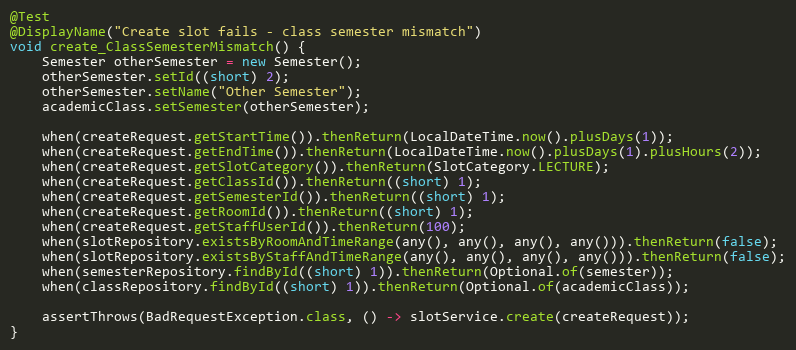 @Test
@DisplayName("Create slot fails - class semester mismatch")
void create_ClassSemesterMismatch() {
    Semester otherSemester = new Semester();
    otherSemester.setId((short) 2);
    otherSemester.setName("Other Semester");
    academicClass.setSemester(otherSemester);

    when(createRequest.getStartTime()).thenReturn(LocalDateTime.now().plusDays(1));
    when(createRequest.getEndTime()).thenReturn(LocalDateTime.now().plusDays(1).plusHours(2));
    when(createRequest.getSlotCategory()).thenReturn(SlotCategory.LECTURE);
    when(createRequest.getClassId()).thenReturn((short) 1);
    when(createRequest.getSemesterId()).thenReturn((short) 1);
    when(createRequest.getRoomId()).thenReturn((short) 1);
    when(createRequest.getStaffUserId()).thenReturn(100);
    when(slotRepository.existsByRoomAndTimeRange(any(), any(), any(), any())).thenReturn(false);
    when(slotRepository.existsByStaffAndTimeRange(any(), any(), any(), any())).thenReturn(false);
    when(semesterRepository.findById((short) 1)).thenReturn(Optional.of(semester));
    when(classRepository.findById((short) 1)).thenReturn(Optional.of(academicClass));

    assertThrows(BadRequestException.class, () -> slotService.create(createRequest));
}